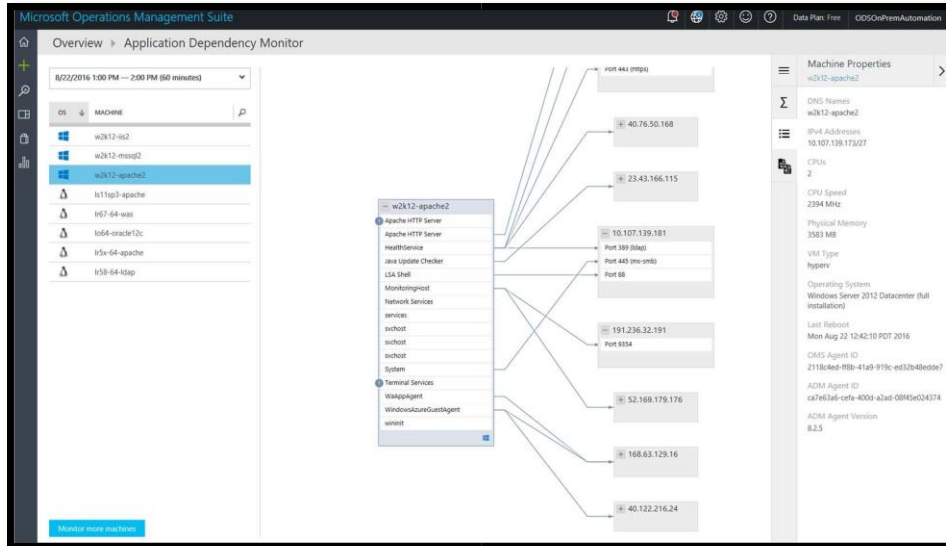 Microsoft Operations Management Suite
Data Plan: Free
ODSOnPremAutomation
Overview
Application Dependency Monitor
8/22/2016 1:00 PM — 2:00 PM (60 minutes)
OS
MACHINE
w2k12-iis2
w2k12-mssql2
w2k12-apache2
ls11sp3-apache
lr67-64-was
lo64-oracle12c
lr5x-64-apache
lr58-64-ldap
Monitor more machines
w2k12-apache2
Apache HTTP Server
Apache HTTP Server
HealthService
Java Update Checker
LSA Shell
MonitoringHost
Network Services
services
svchost
svchost
svchost
System
Terminal Services
WaAppAgent
WindowsAzureGuestAgent
wininit
Port 443 (https)
40.76.50.168
23.43.166.115
10.107.139.181
Port 389 (ldap)
Port 445 (ms-smb)
Port 88
191.236.32.191
Port 9354
52.169.179.176
168.63.129.16
40.122.216.24
Machine Properties
w2k12-apache2
DNS Names
w2k12-apache2
IPv4 Addresses
10.107.139.173/27
CPUs
2
CPU Speed
2394 MHz
Physical Memory
3583 MB
VM Type
hyperv
Operating System
Windows Server 2012 Datacenter (full
installation)
Last Reboot
Mon Aug 22 12:42:10 PDT 2016
OMS Agent ID
2118c4ed-ff8b-41a9-919c-ed32b48edde7
ADM Agent ID
ca7e63a6-cefa-400d-a2ad-08f45e024374
ADM Agent Version
8.2.5